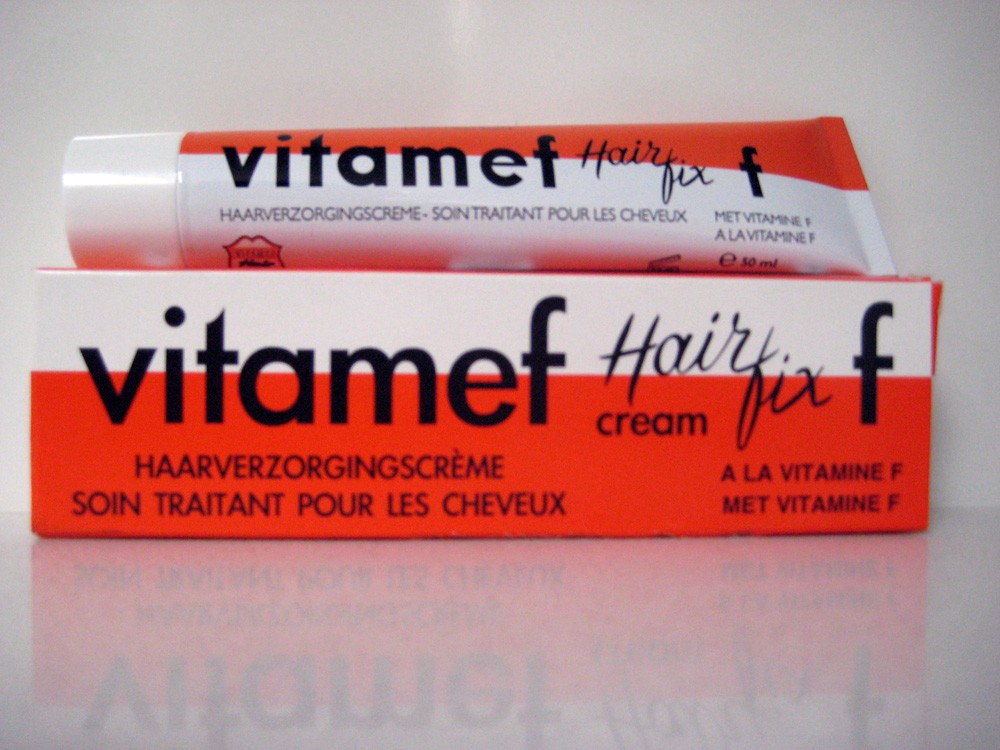 vitamef Hair fix f
HAARVERZORGINGSCREME - SOIN TRAITANT POUR LES CHEVEUX
MET VITAMINE F
A LA VITAMINE F
e 50 ml
vitamef Hair fix f
cream
HAARVERZORGINGSCRÈME
SOIN TRAITANT POUR LES CHEVEUX
A LA VITAMINE F
MET VITAMINE F